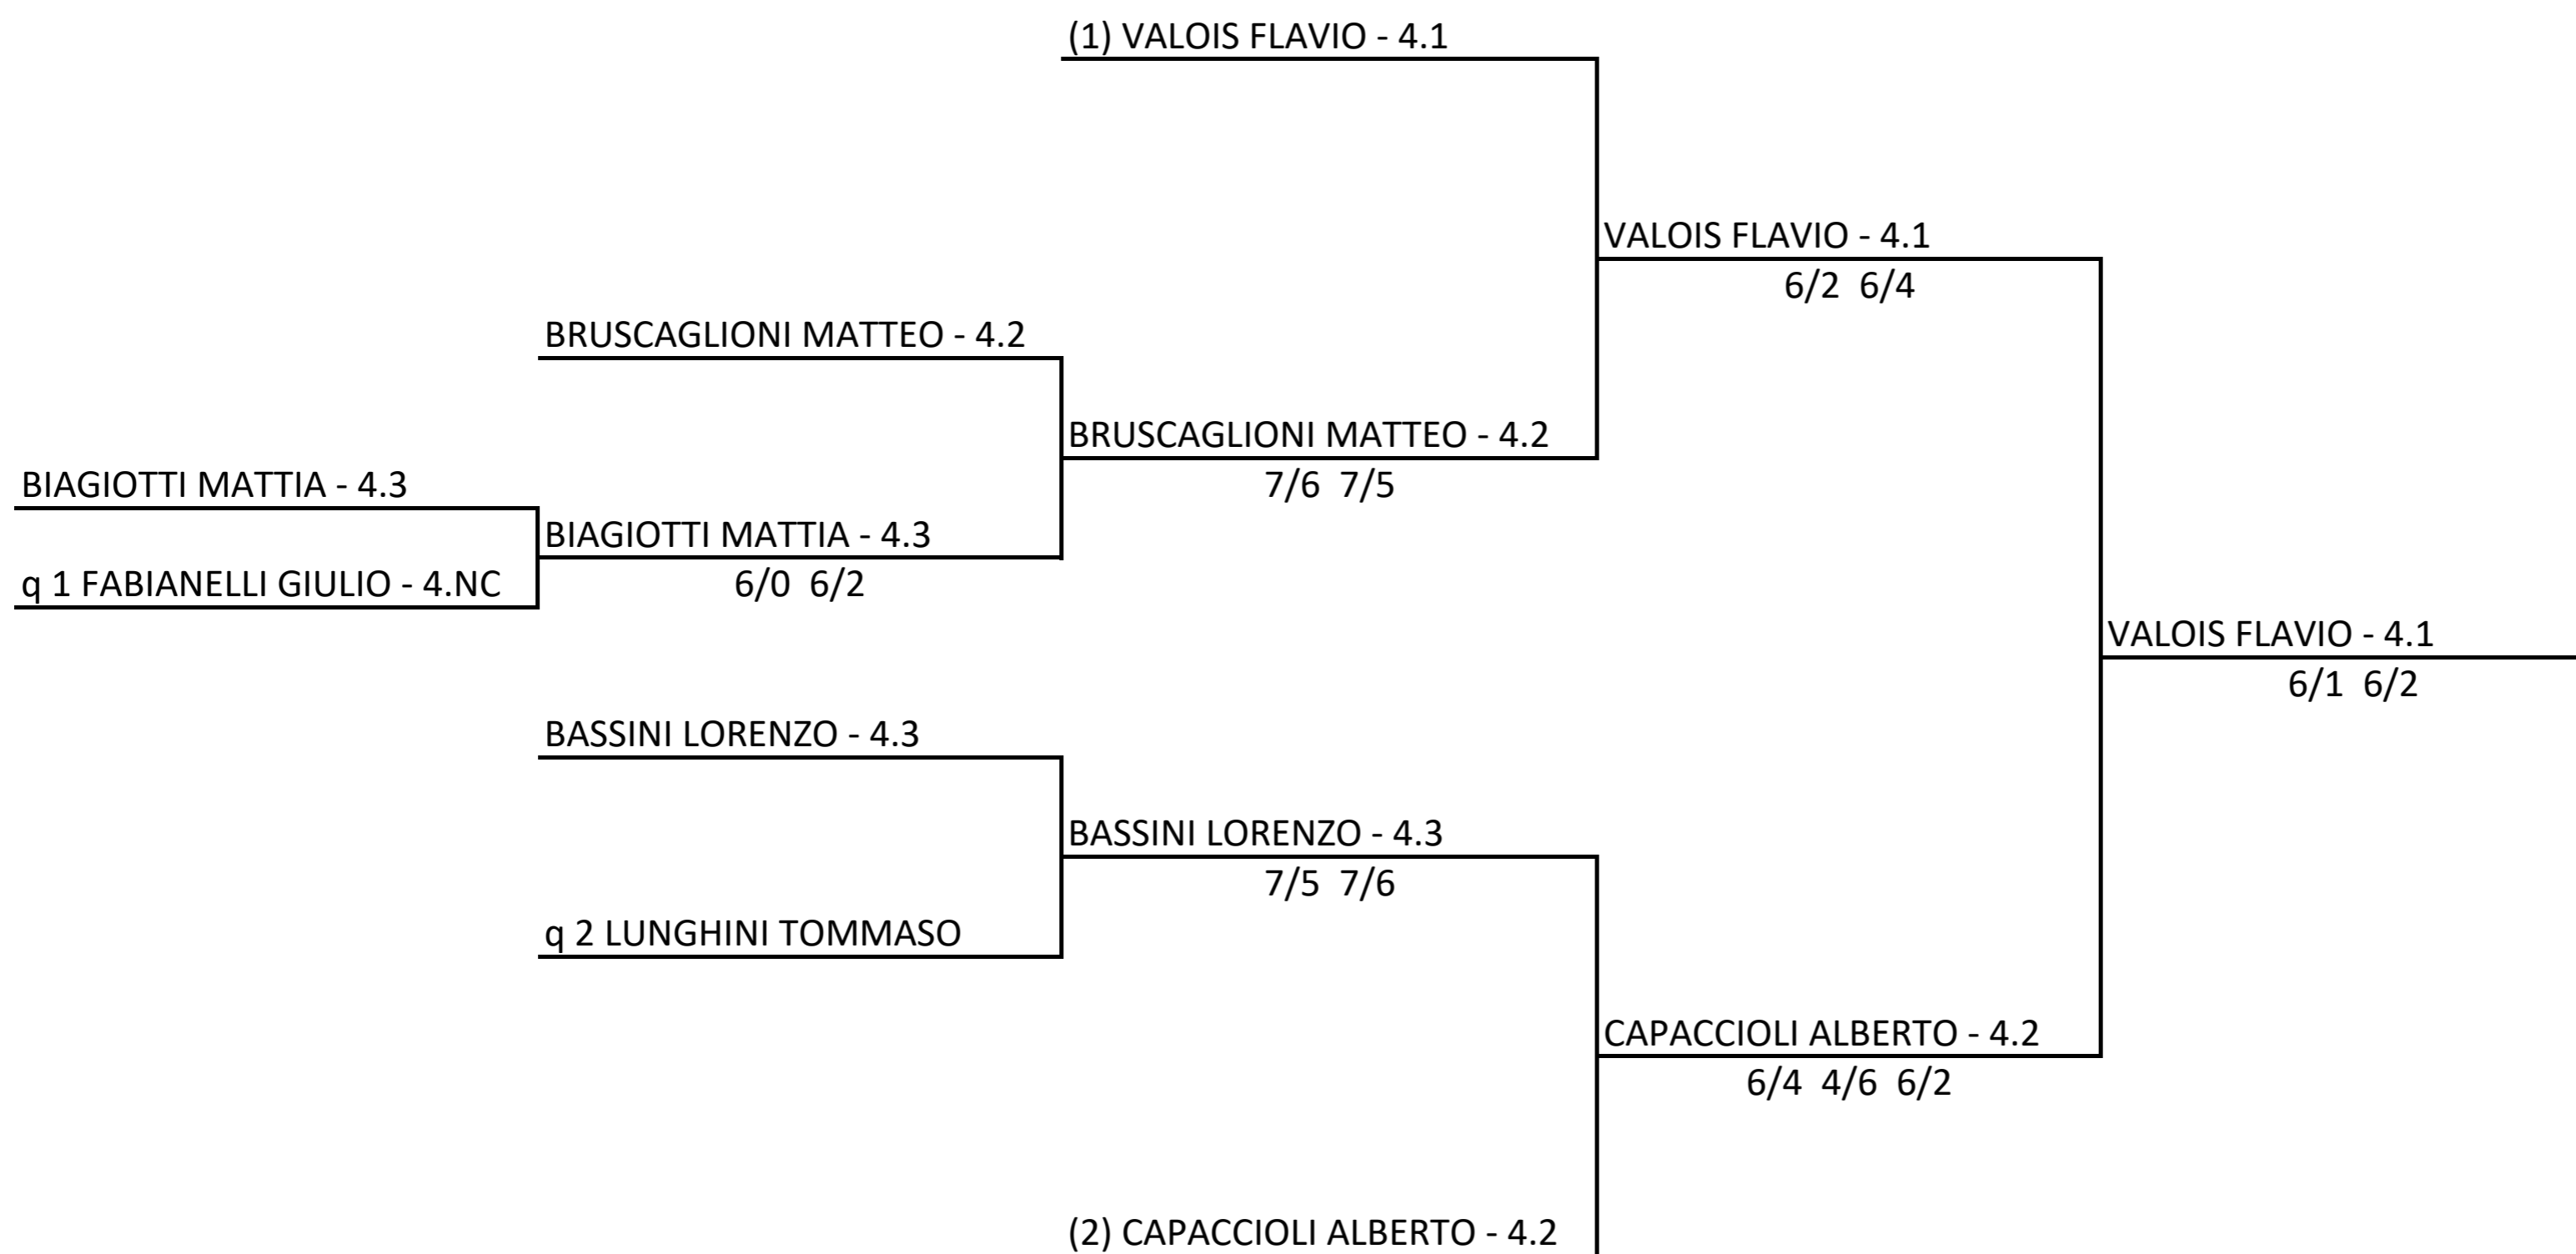 (1) VALOIS FLAVIO - 4.1
VALOIS FLAVIO - 4.1
6/2 6/4
BRUSCAGLIONI MATTEO - 4.2
BRUSCAGLIONI MATTEO - 4.2
7/6 7/5
BIAGIOTTI MATTIA - 4.3
BIAGIOTTI MATTIA - 4.3
6/0 6/2
q 1 FABIANELLI GIULIO - 4.NC
VALOIS FLAVIO - 4.1
6/1 6/2
BASSINI LORENZO - 4.3
BASSINI LORENZO - 4.3
7/5 7/6
q 2 LUNGHINI TOMMASO
CAPACCIOLI ALBERTO - 4.2
6/4 4/6 6/2
(2) CAPACCIOLI ALBERTO - 4.2